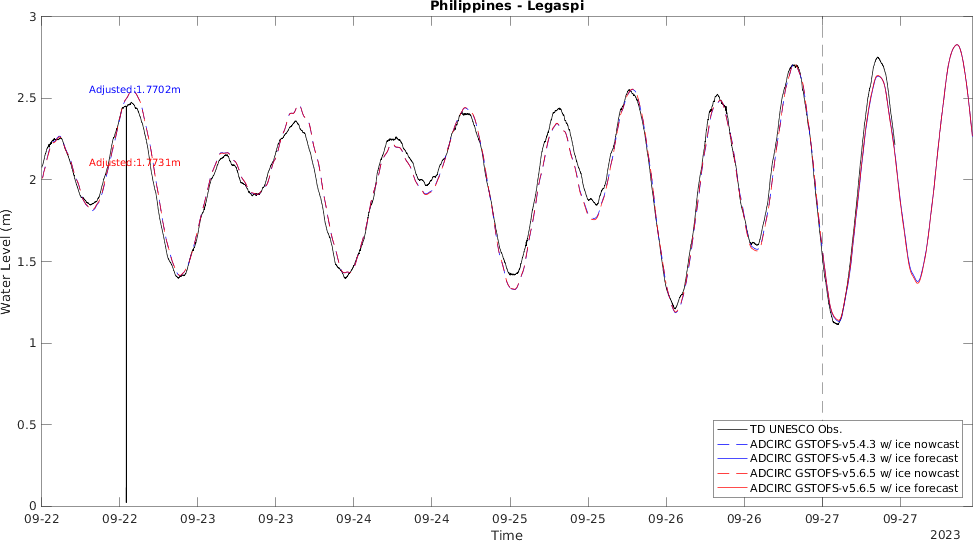 Philippines - Legaspi
3
2.5
2
1.5
1
0.5
0
Water Level (m)
Adjusted:1.7702m
Adjusted:1.7731m
TD UNESCO Obs.
ADCIRC GSTOFS-v5.4.3 w/ ice nowcast
ADCIRC GSTOFS-v5.4.3 w/ ice forecast
ADCIRC GSTOFS-v5.6.5 w/ ice nowcast
ADCIRC GSTOFS-v5.6.5 w/ ice forecast
09-22 09-22 09-23 09-23 09-24 09-24 09-25 09-25 09-26 09-26 09-27 09-27
2023
Time